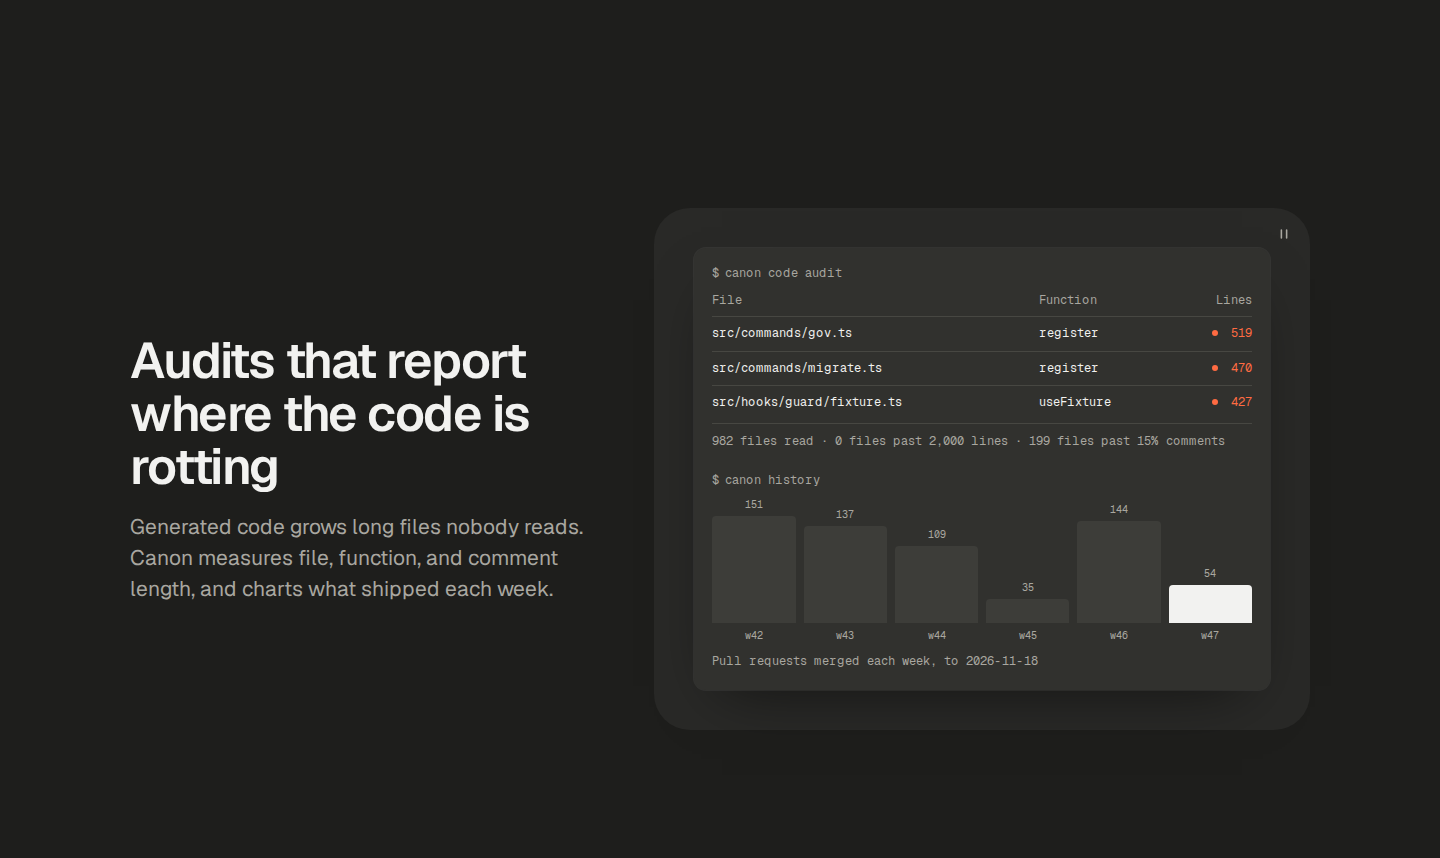 Audits that report
where the code is
rotting
Generated code grows long files nobody reads.
Canon measures file, function, and comment
length, and charts what shipped each week.
$ canon code audit
File Function Lines
src/commands/gov.ts register 519
src/commands/migrate.ts register 470
src/hooks/guard/fixture.ts useFixture 427
982 files read · 0 files past 2,000 lines · 199 files past 15% comments
$ canon history
151 137 109 35 144 54
w42 w43 w44 w45 w46 w47
Pull requests merged each week, to 2026-11-18